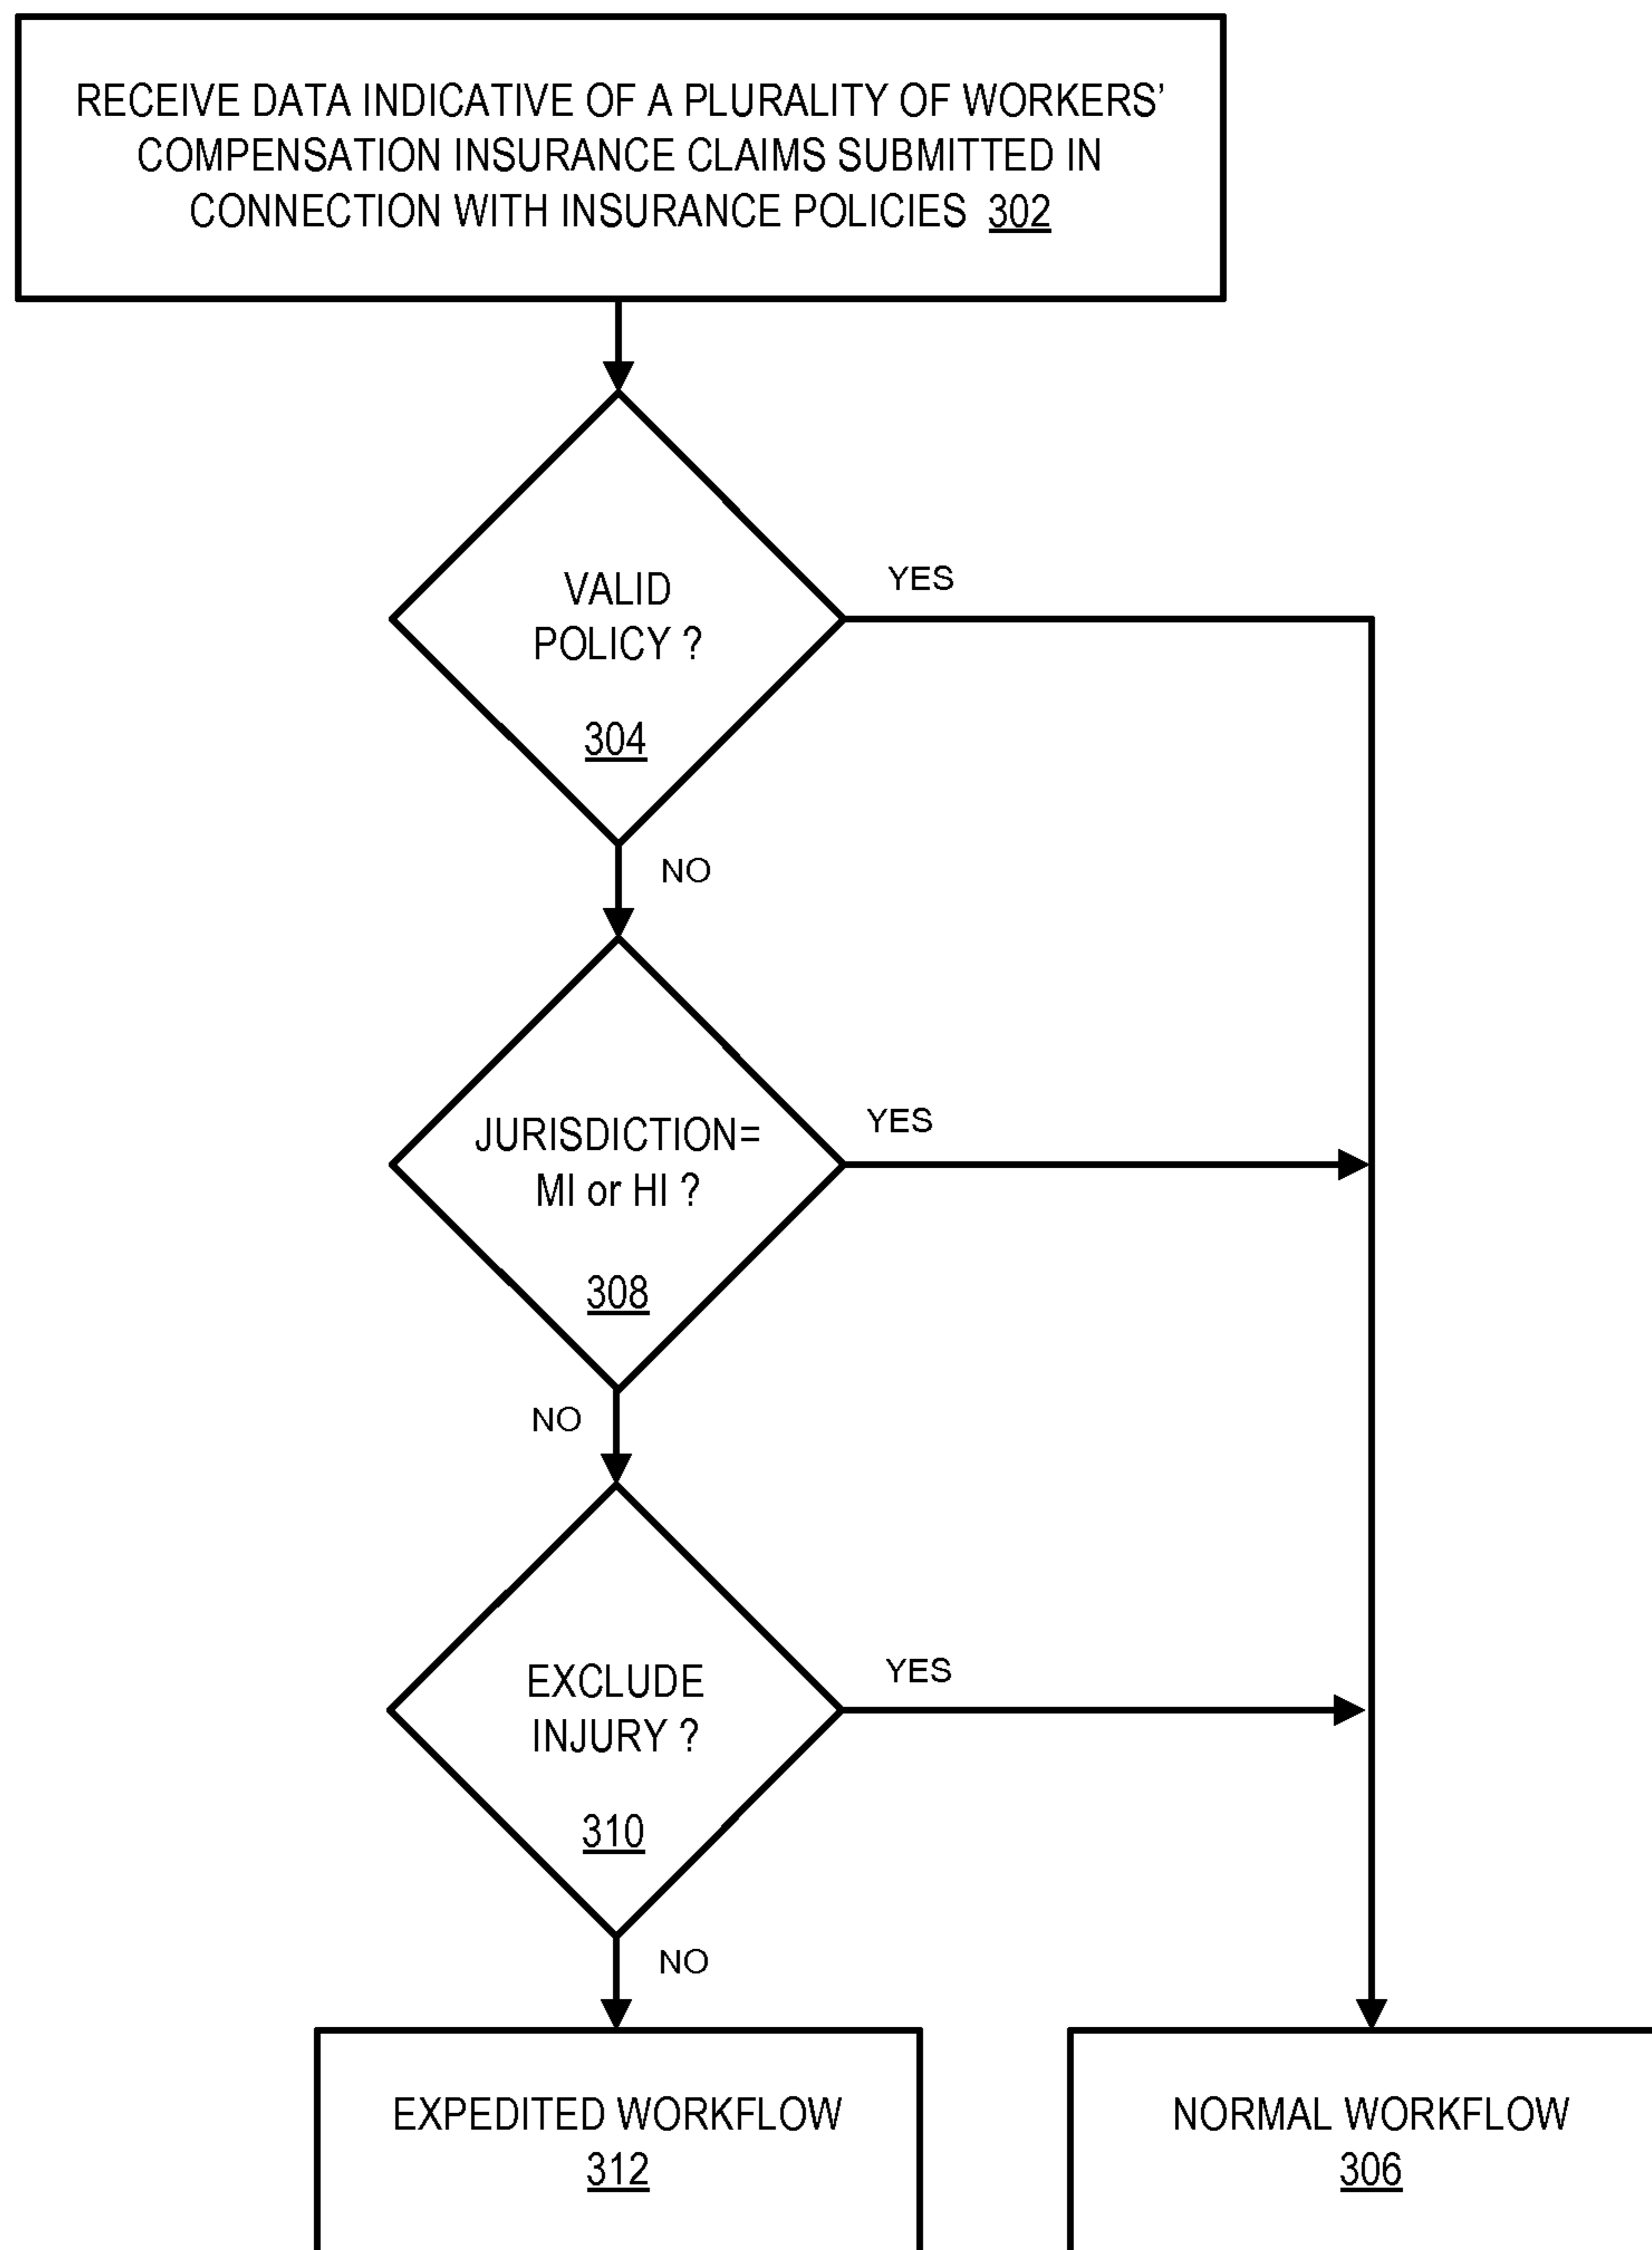 RECEIVE DATA INDICATIVE OF A PLURALITY OF WORKERS’
COMPENSATION INSURANCE CLAIMS SUBMITTED IN
CONNECTION WITH INSURANCE POLICIES 302
VALID
POLICY ?
304
YES
NO
JURISDICTION=
MI or HI ?
308
YES
NO
EXCLUDE
INJURY ?
310
YES
NO
EXPEDITED WORKFLOW
312
NORMAL WORKFLOW
306